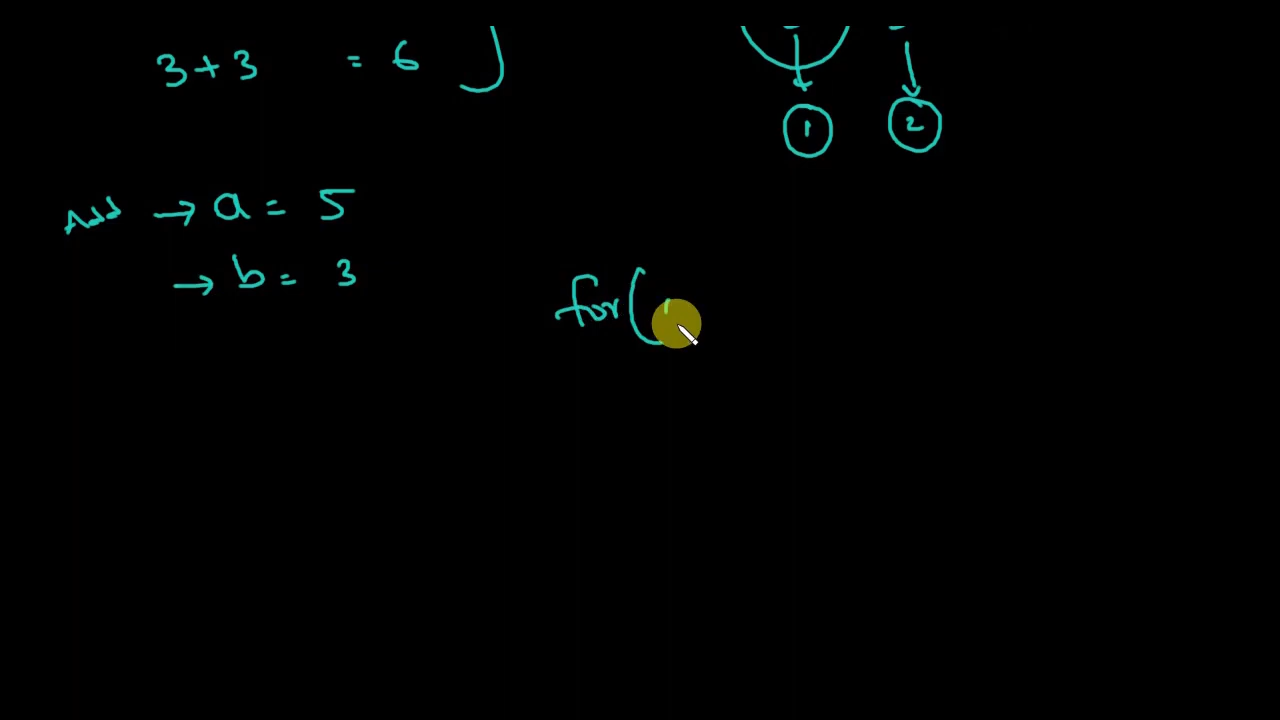 3+3 = 6
1 2
Add → a = 5
→ b = 3
for(